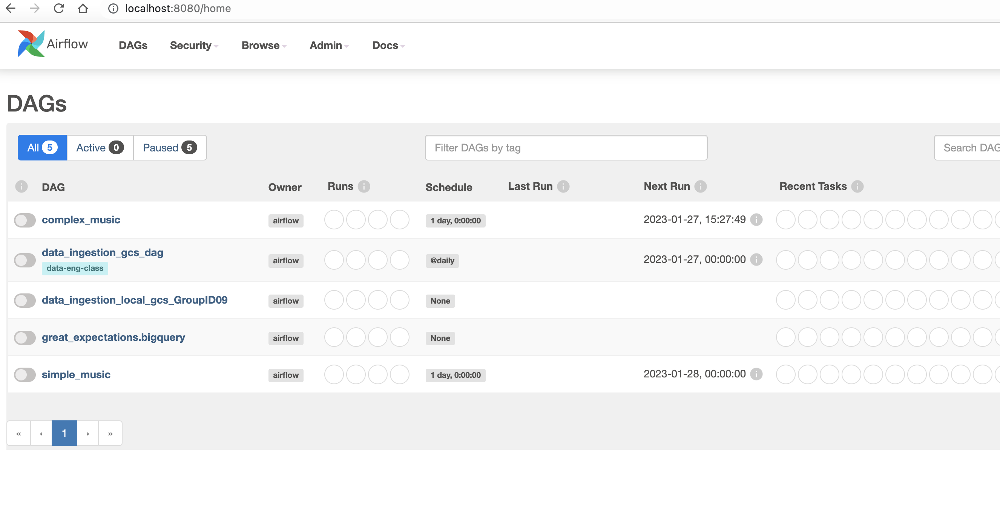 localhost:8080/home
Airflow DAGs Security Browse Admin Docs
DAGs
All 5 Active 0 Paused 5 Filter DAGs by tag Search DAG
DAG Owner Runs Schedule Last Run Next Run Recent Tasks
complex_music airflow 1 day, 0:00:00 2023-01-27, 15:27:49
data_ingestion_gcs_dag airflow @daily 2023-01-27, 00:00:00
data-eng-class
data_ingestion_local_gcs_GroupID09 airflow None
great_expectations.bigquery airflow None
simple_music airflow 1 day, 0:00:00 2023-01-28, 00:00:00
« ‹ 1 › »